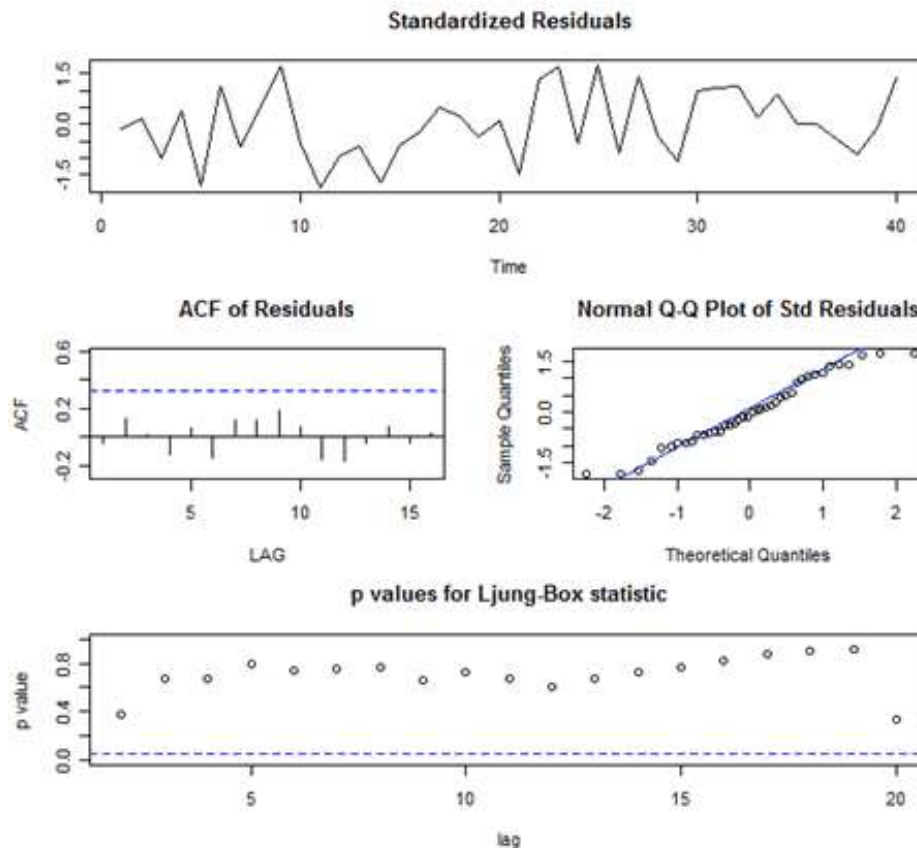 Standardized Residuals
1.5
0.0
-1.5
0 10 20 30 40
Time
ACF of Residuals
0.6
0.2
-0.2
ACF
5 10 15
LAG
Normal Q-Q Plot of Std Residuals
1.5
0.0
-1.5
Sample Quantiles
-2 -1 0 1 2
Theoretical Quantiles
p values for Ljung-Box statistic
0.8
0.4
0.0
p value
5 10 15 20
lag